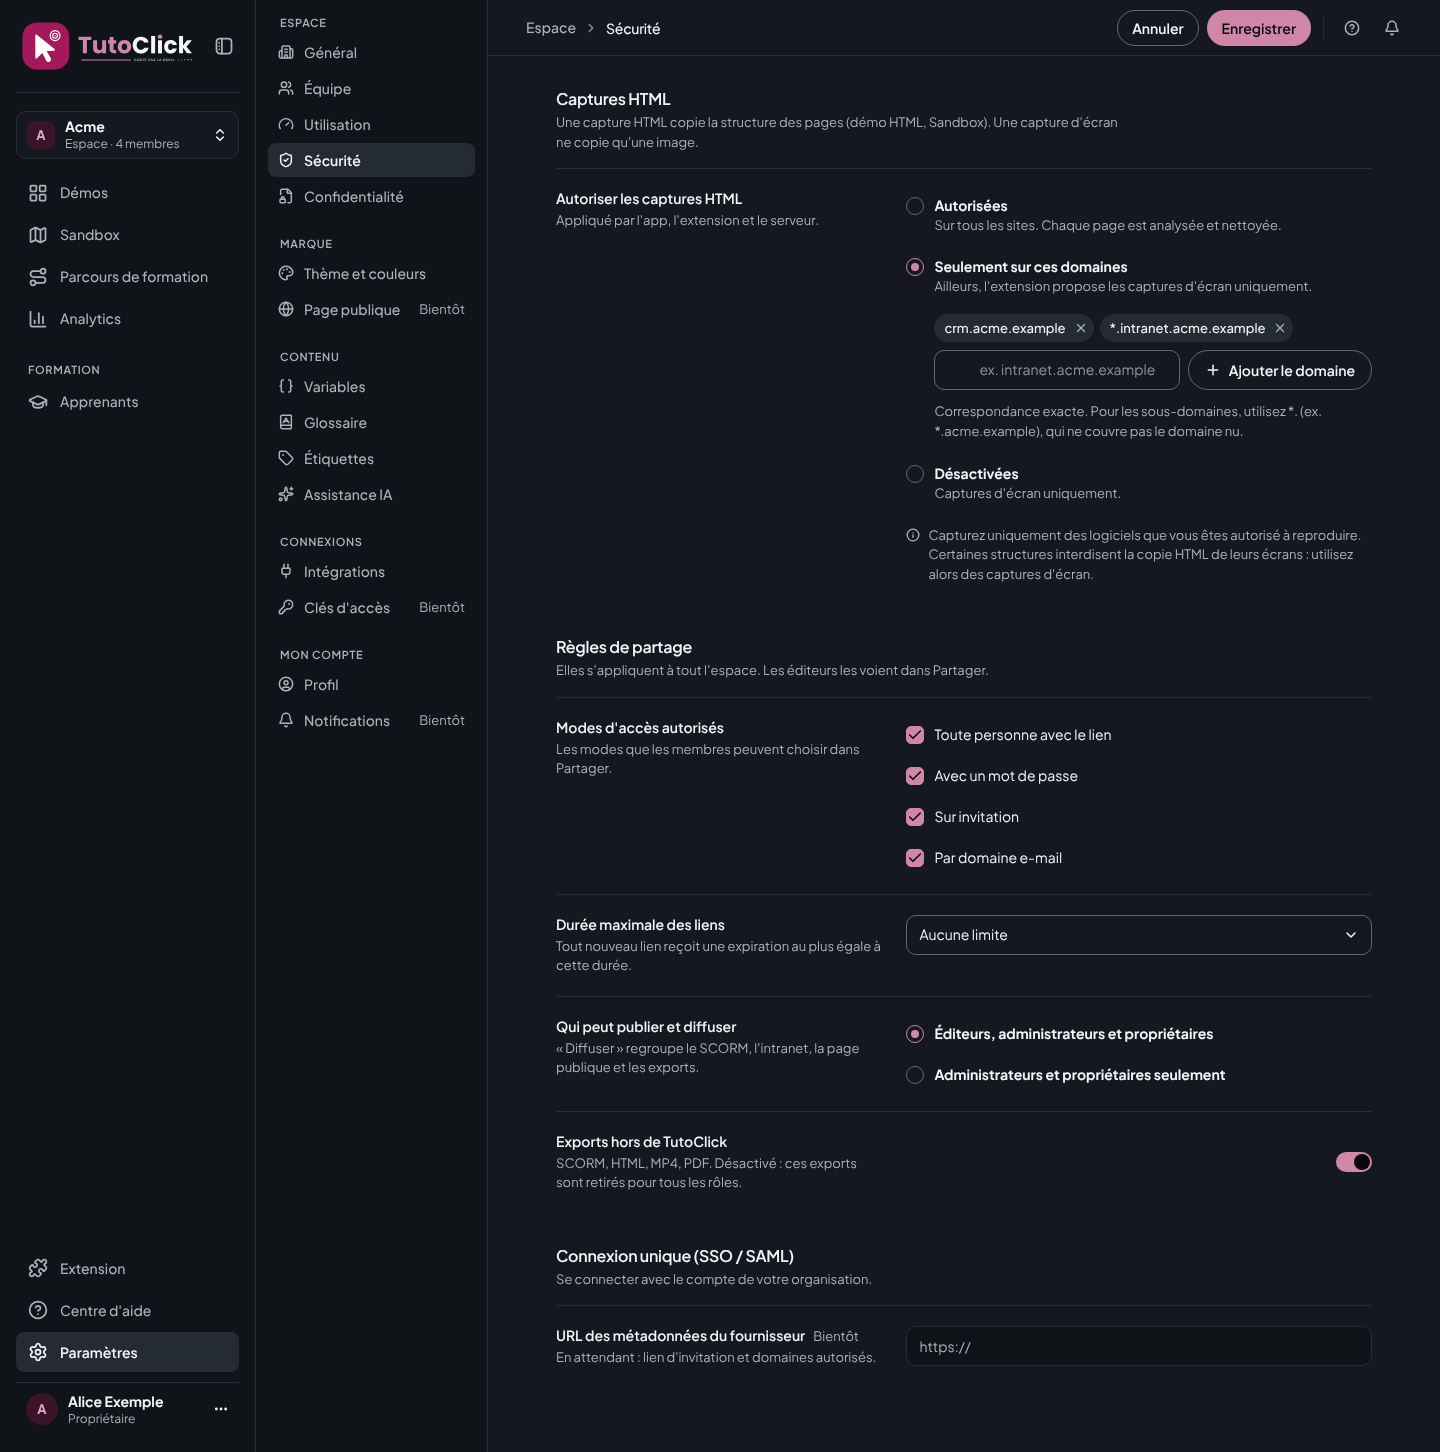 TutoClick
Acme
Espace · 4 membres
Démos
Sandbox
Parcours de formation
Analytics
FORMATION
Apprenants
Extension
Centre d'aide
Paramètres
A
Alice Exemple
Propriétaire
ESPACE
Général
Équipe
Utilisation
Sécurité
Confidentialité
MARQUE
Thème et couleurs
Page publique Bientôt
CONTENU
Variables
Glossaire
Étiquettes
Assistance IA
CONNEXIONS
Intégrations
Clés d'accès Bientôt
MON COMPTE
Profil
Notifications Bientôt
Espace > Sécurité
Annuler
Enregistrer
Captures HTML
Une capture HTML copie la structure des pages (démo HTML, Sandbox). Une capture d'écran
ne copie qu'une image.
Autoriser les captures HTML
Appliqué par l'app, l'extension et le serveur.
Autorisées
Sur tous les sites. Chaque page est analysée et nettoyée.
Seulement sur ces domaines
Ailleurs, l'extension propose les captures d'écran uniquement.
crm.acme.example × *.intranet.acme.example ×
ex. intranet.acme.example
+ Ajouter le domaine
Correspondance exacte. Pour les sous-domaines, utilisez *. (ex.
*.acme.example), qui ne couvre pas le domaine nu.
Désactivées
Captures d'écran uniquement.
Capturez uniquement des logiciels que vous êtes autorisé à reproduire.
Certaines structures interdisent la copie HTML de leurs écrans : utilisez
alors des captures d'écran.
Règles de partage
Elles s'appliquent à tout l'espace. Les éditeurs les voient dans Partager.
Modes d'accès autorisés
Les modes que les membres peuvent choisir dans
Partager.
Toute personne avec le lien
Avec un mot de passe
Sur invitation
Par domaine e-mail
Durée maximale des liens
Tout nouveau lien reçoit une expiration au plus égale à
cette durée.
Aucune limite
Qui peut publier et diffuser
« Diffuser » regroupe le SCORM, l'intranet, la page
publique et les exports.
Éditeurs, administrateurs et propriétaires
Administrateurs et propriétaires seulement
Exports hors de TutoClick
SCORM, HTML, MP4, PDF. Désactivé : ces exports
sont retirés pour tous les rôles.
Connexion unique (SSO / SAML)
Se connecter avec le compte de votre organisation.
URL des métadonnées du fournisseur Bientôt
En attendant : lien d'invitation et domaines autorisés.
https://